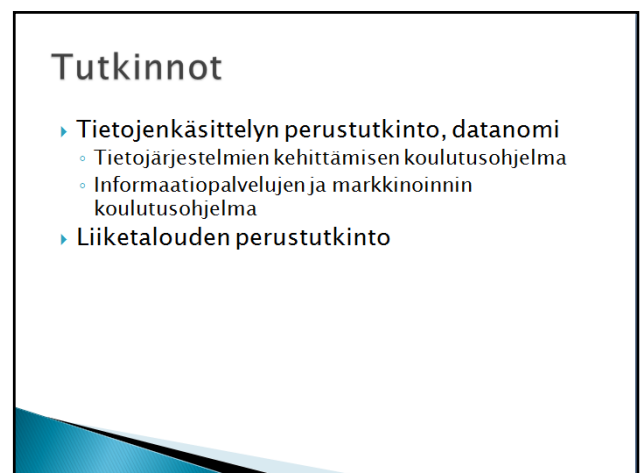 Tutkinnot
Tietojenkäsittelyn perustutkinto, datanomi
Tietojärjestelmien kehittämisen koulutusohjelma
Informaatiopalvelujen ja markkinoinnin
koulutusohjelma
Liiketalouden perustutkinto